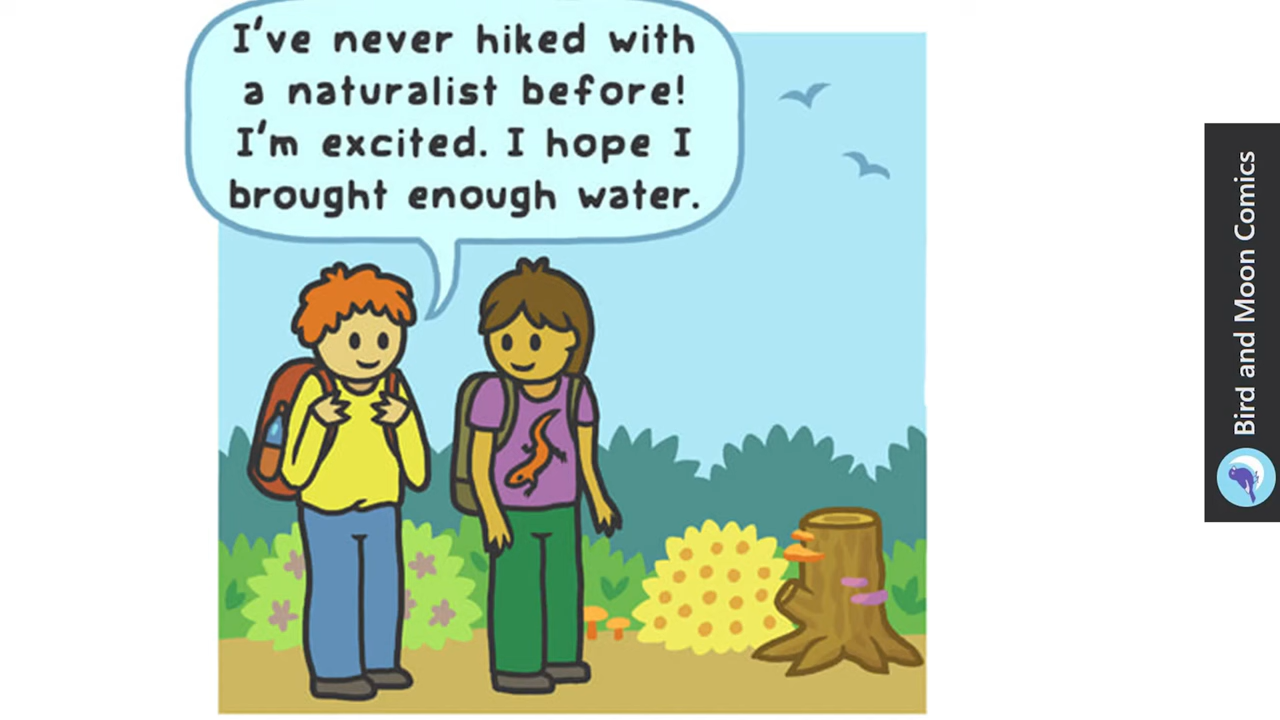 I've never hiked with
a naturalist before!
I'm excited. I hope I
brought enough water.
Bird and Moon Comics